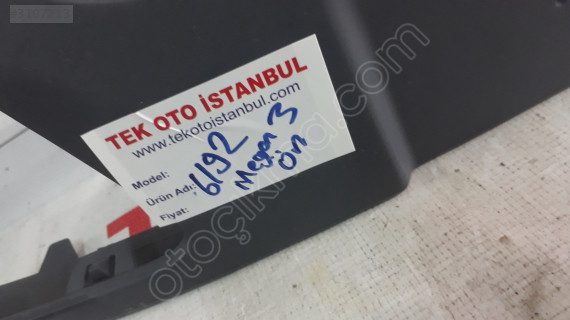 TEK OTO İSTANBUL
www.tekotoistanbul.com
Model:
Ürün Adı:
Fiyat:
6192
Megan 3
ön
otoçıkma.com